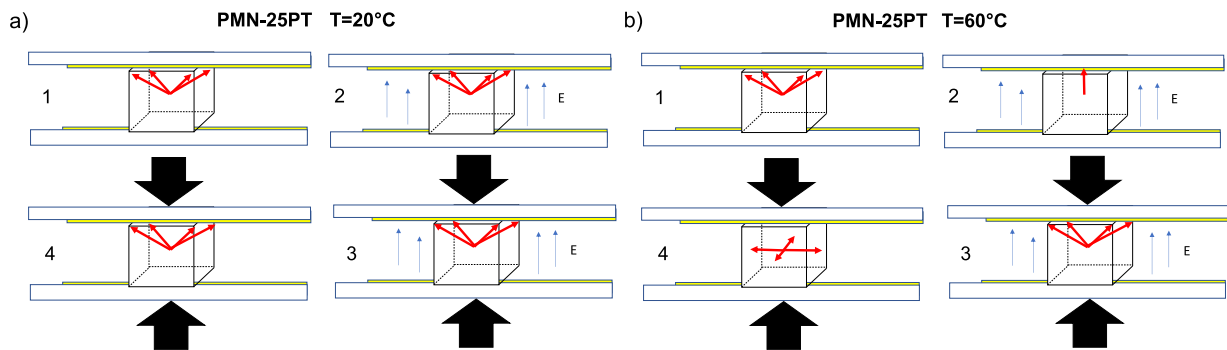 a) PMN-25PT T=20°C
1
2 E
4
3 E
b) PMN-25PT T=60°C
1
2 E
4
3 E